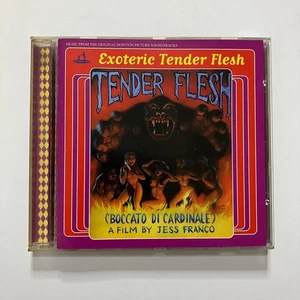 MUSIC FROM THE ORIGINAL MOTION PICTURE SOUNDTRACKS
Exoteric Tender Flesh
TENDER FLESH
(BOCCATO DI CARDINALE)
A FILM BY JESS FRANCO